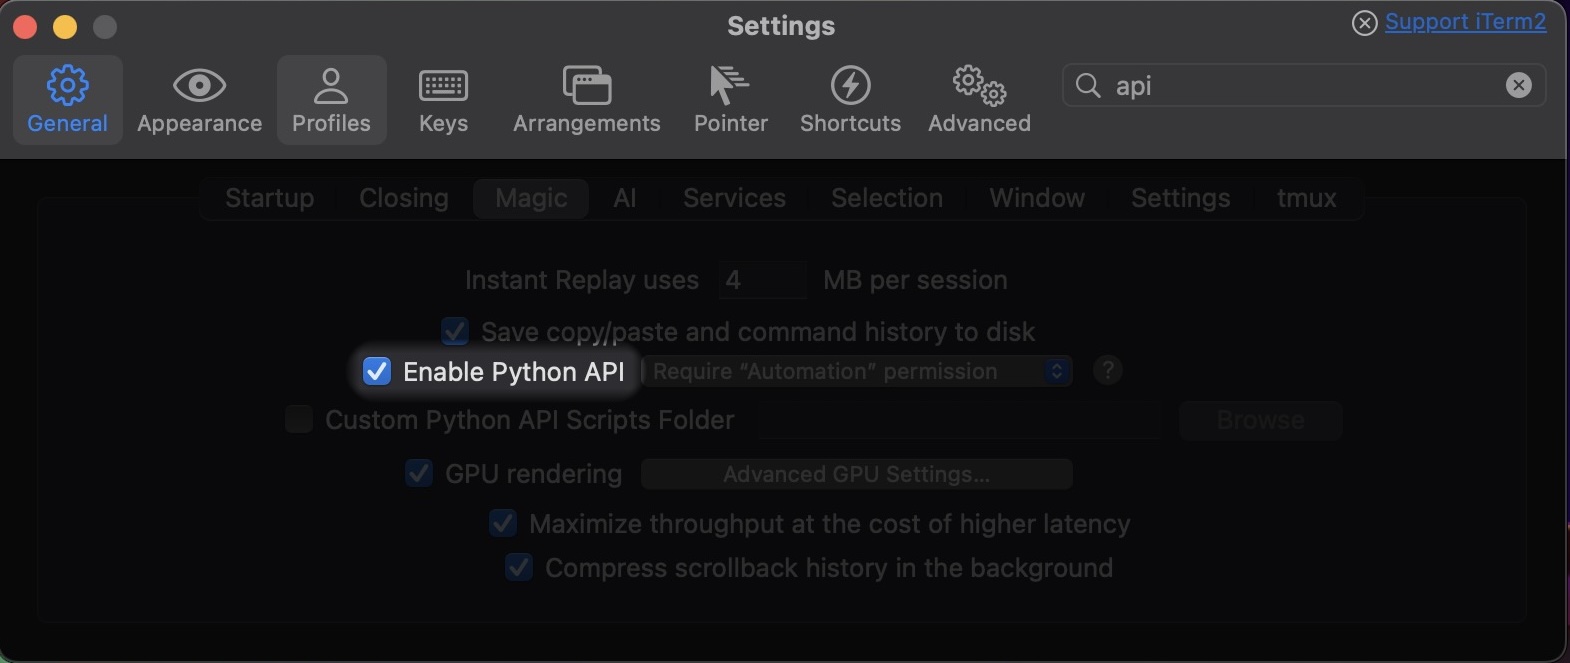 Settings
Support iTerm2
General Appearance Profiles Keys Arrangements Pointer Shortcuts Advanced api
Startup Closing Magic AI Services Selection Window Settings tmux
Instant Replay uses 4 MB per session
Save copy/paste and command history to disk
Enable Python API Require “Automation” permission ?
Custom Python API Scripts Folder Browse
GPU rendering Advanced GPU Settings...
Maximize throughput at the cost of higher latency
Compress scrollback history in the background